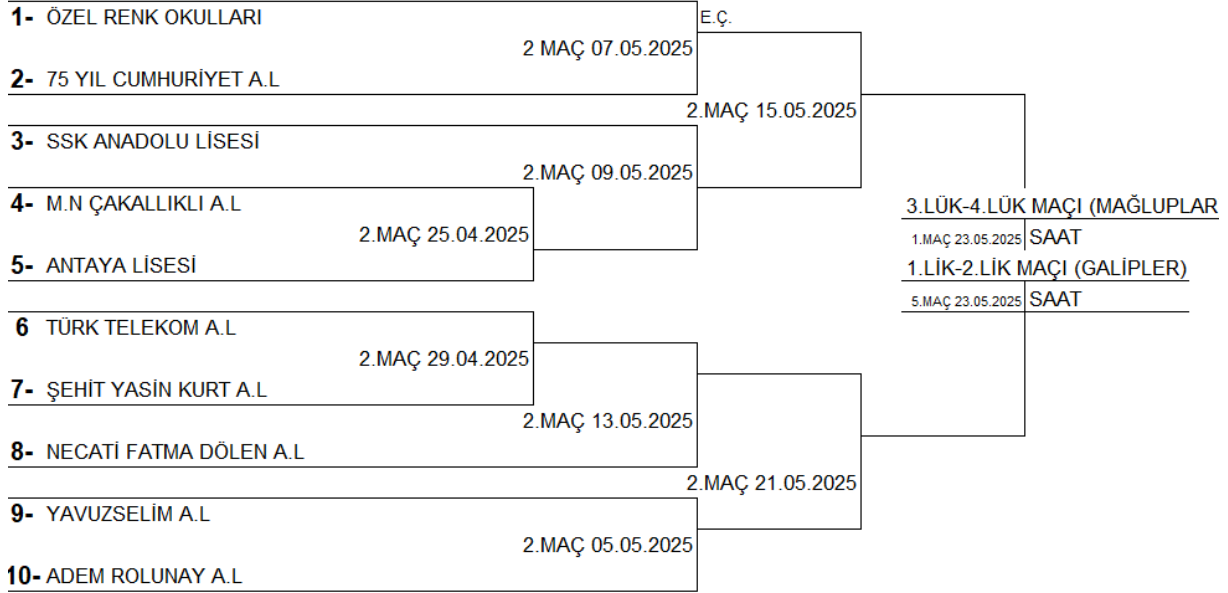 1- ÖZEL RENK OKULLARI
E.Ç.
2 MAÇ 07.05.2025
2- 75 YIL CUMHURİYET A.L
2.MAÇ 15.05.2025
3- SSK ANADOLU LİSESİ
2.MAÇ 09.05.2025
4- M.N ÇAKALLIKLI A.L
3.LÜK-4.LÜK MAÇI (MAĞLUPLAR
2.MAÇ 25.04.2025
1.MAÇ 23.05.2025 SAAT
5- ANTAYA LİSESİ
1.LİK-2.LİK MAÇI (GALİPLER)
5.MAÇ 23.05.2025 SAAT
6 TÜRK TELEKOM A.L
2.MAÇ 29.04.2025
7- ŞEHİT YASİN KURT A.L
2.MAÇ 13.05.2025
8- NECATİ FATMA DÖLEN A.L
2.MAÇ 21.05.2025
9- YAVUZSELİM A.L
2.MAÇ 05.05.2025
10- ADEM ROLUNAY A.L